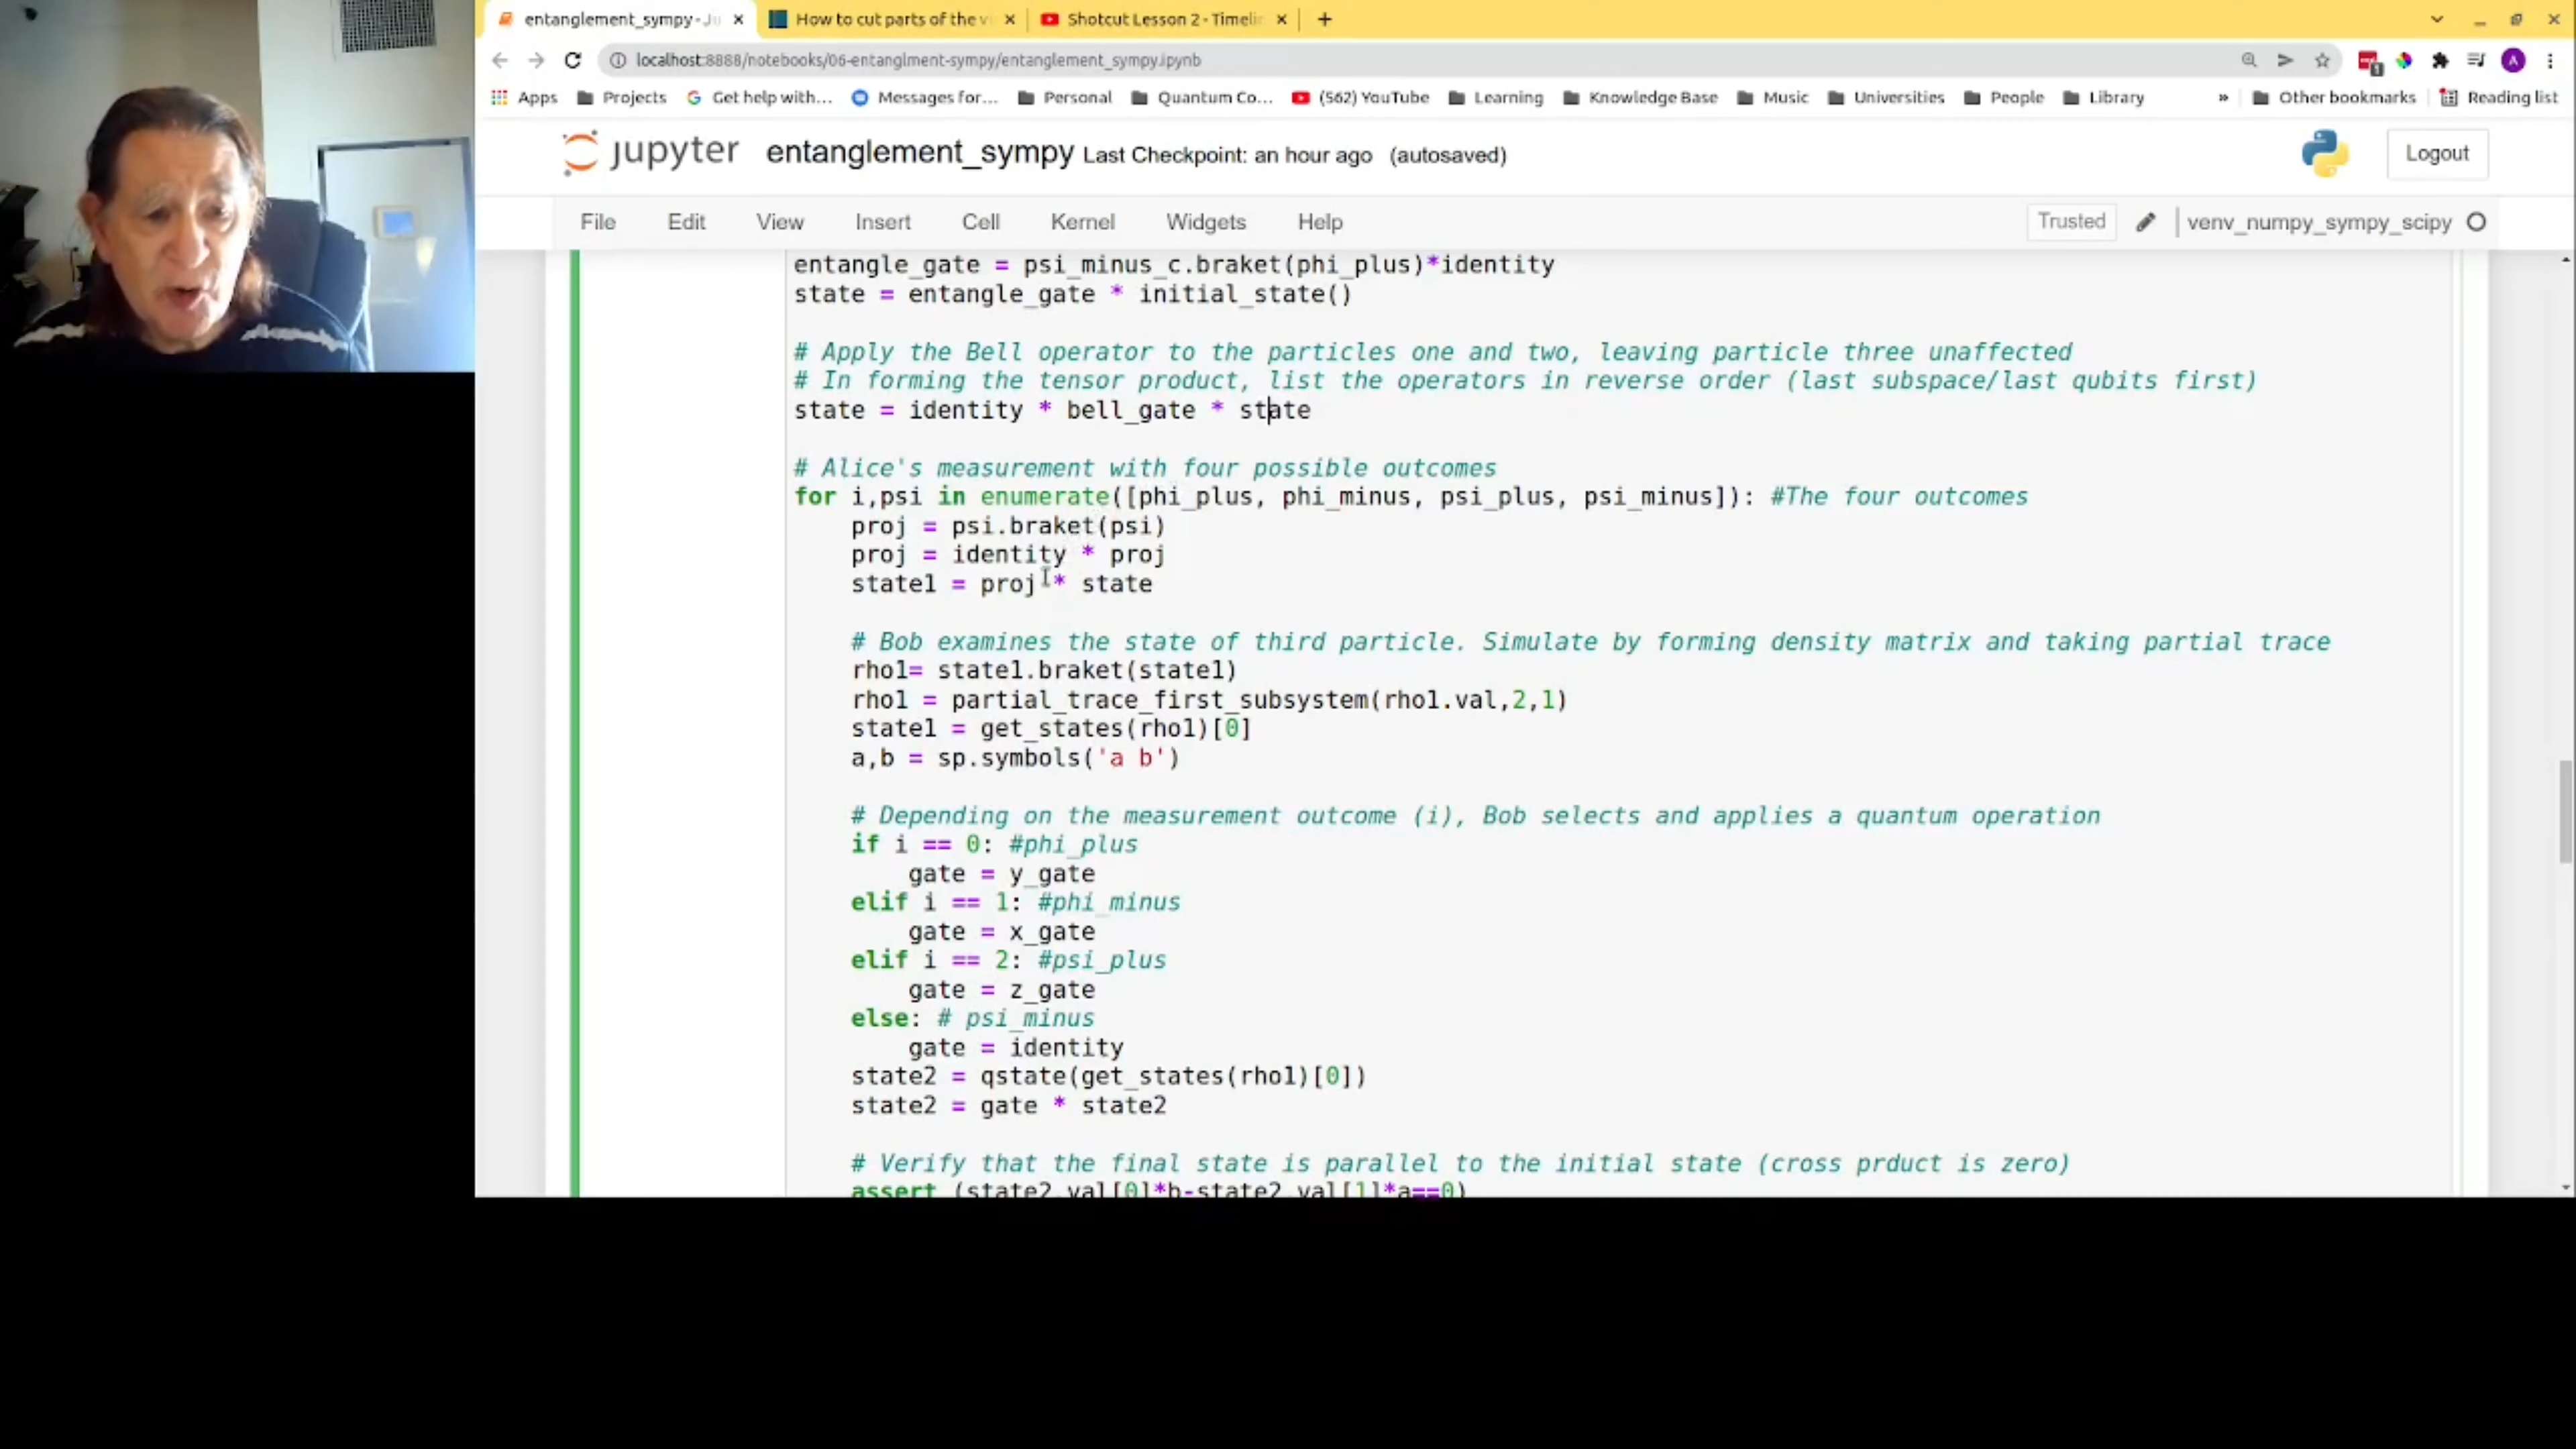 entanglement_sympy - Ju
How to cut parts of the vi
Shotcut Lesson 2 - Timelin
localhost:8888/notebooks/06-entanglment-sympy/entanglement_sympy.ipynb
1
A
Apps Projects Get help with... Messages for... Personal Quantum Co... (562) YouTube Learning Knowledge Base Music Universities People Library » Other bookmarks Reading list
jupyter entanglement_sympy Last Checkpoint: an hour ago (autosaved) Logout
File Edit View Insert Cell Kernel Widgets Help Trusted venv_numpy_sympy_scipy
entangle_gate = psi_minus_c.braket(phi_plus)*identity
state = entangle_gate * initial_state()
# Apply the Bell operator to the particles one and two, leaving particle three unaffected
# In forming the tensor product, list the operators in reverse order (last subspace/last qubits first)
state = identity * bell_gate * state
# Alice's measurement with four possible outcomes
for i,psi in enumerate([phi_plus, phi_minus, psi_plus, psi_minus]): #The four outcomes
proj = psi.braket(psi)
proj = identity * proj
state1 = proj * state
# Bob examines the state of third particle. Simulate by forming density matrix and taking partial trace
rho1= state1.braket(state1)
rho1 = partial_trace_first_subsystem(rho1.val,2,1)
state1 = get_states(rho1)[0]
a,b = sp.symbols('a b')
# Depending on the measurement outcome (i), Bob selects and applies a quantum operation
if i == 0: #phi_plus
gate = y_gate
elif i == 1: #phi_minus
gate = x_gate
elif i == 2: #psi_plus
gate = z_gate
else: # psi_minus
gate = identity
state2 = qstate(get_states(rho1)[0])
state2 = gate * state2
# Verify that the final state is parallel to the initial state (cross prduct is zero)
assert (state2.val[0]*b-state2.val[1]*a==0)